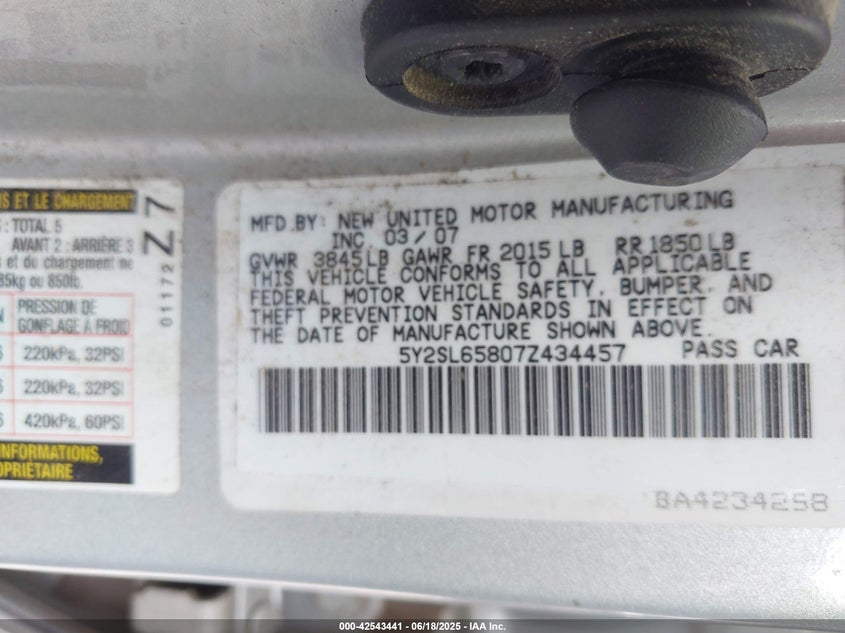 S ET LE CHARGEMENT
: TOTAL 5
AVANT 2 : ARRIÈRE 3
s et du chargement ne
85kg ou 850lb.
PRESSION DE
GONFLAGE À FROID
220kPa, 32PSI
220kPa, 32PSI
420kPa, 60PSI
INFORMATIONS,
OPRIÉTAIRE
01172 Z 7
MFD.BY: NEW UNITED MOTOR MANUFACTURING
INC 03/07
GVWR 3845LB GAWR FR 2015 LB RR 1850 LB
THIS VEHICLE CONFORMS TO ALL APPLICABLE
FEDERAL MOTOR VEHICLE SAFETY, BUMPER, AND
THEFT PREVENTION STANDARDS IN EFFECT ON
THE DATE OF MANUFACTURE SHOWN ABOVE.
5Y2SL65807Z434457 PASS CAR
BA4234258
000-42543441 - 06/18/2025 - IAA Inc.